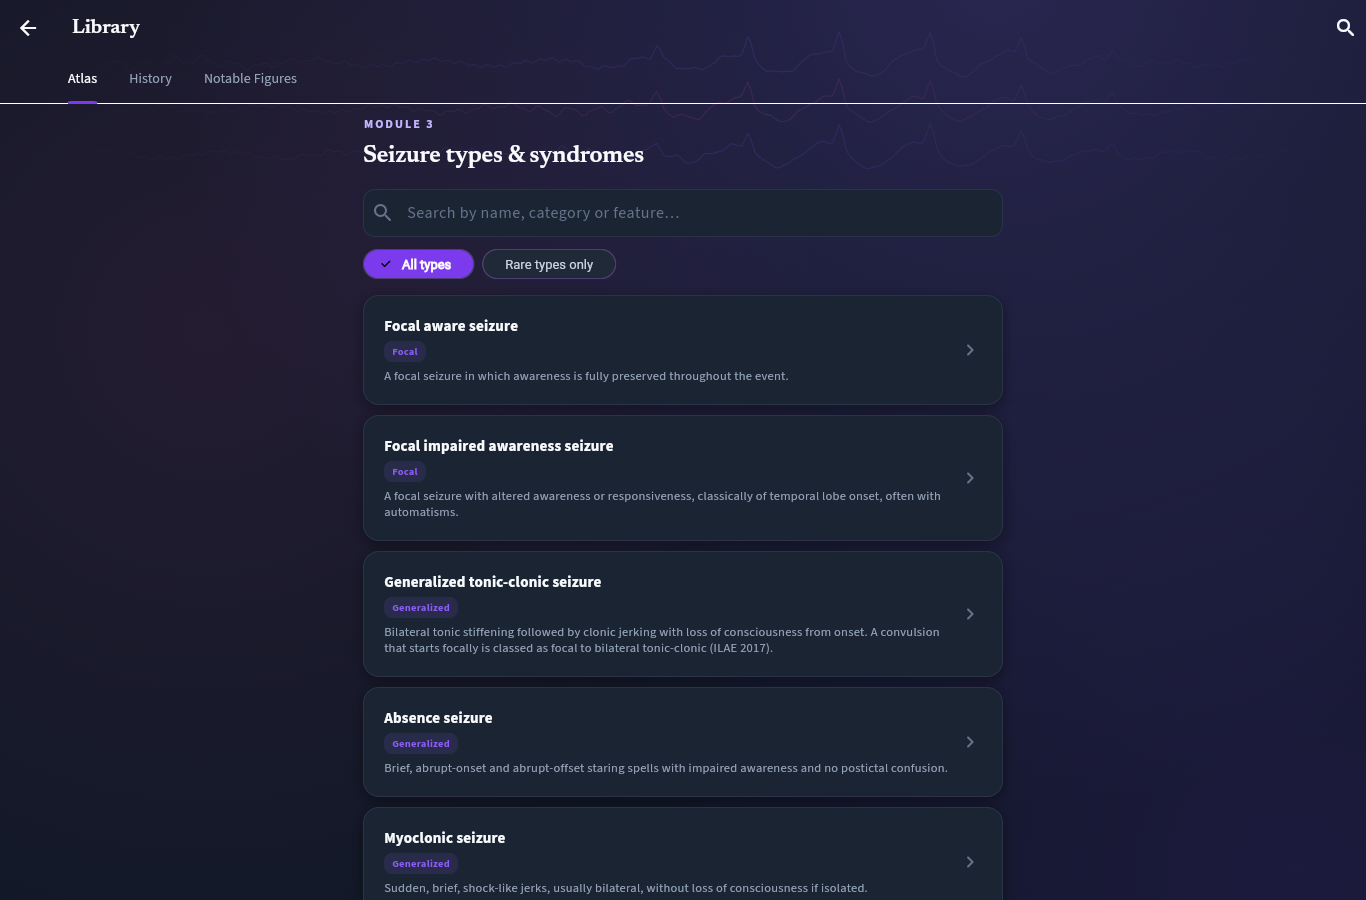 Library
Atlas History Notable Figures
MODULE 3
Seizure types & syndromes
Search by name, category or feature…
All types Rare types only
Focal aware seizure
Focal
A focal seizure in which awareness is fully preserved throughout the event.
Focal impaired awareness seizure
Focal
A focal seizure with altered awareness or responsiveness, classically of temporal lobe onset, often with
automatisms.
Generalized tonic-clonic seizure
Generalized
Bilateral tonic stiffening followed by clonic jerking with loss of consciousness from onset. A convulsion
that starts focally is classed as focal to bilateral tonic-clonic (ILAE 2017).
Absence seizure
Generalized
Brief, abrupt-onset and abrupt-offset staring spells with impaired awareness and no postictal confusion.
Myoclonic seizure
Generalized
Sudden, brief, shock-like jerks, usually bilateral, without loss of consciousness if isolated.